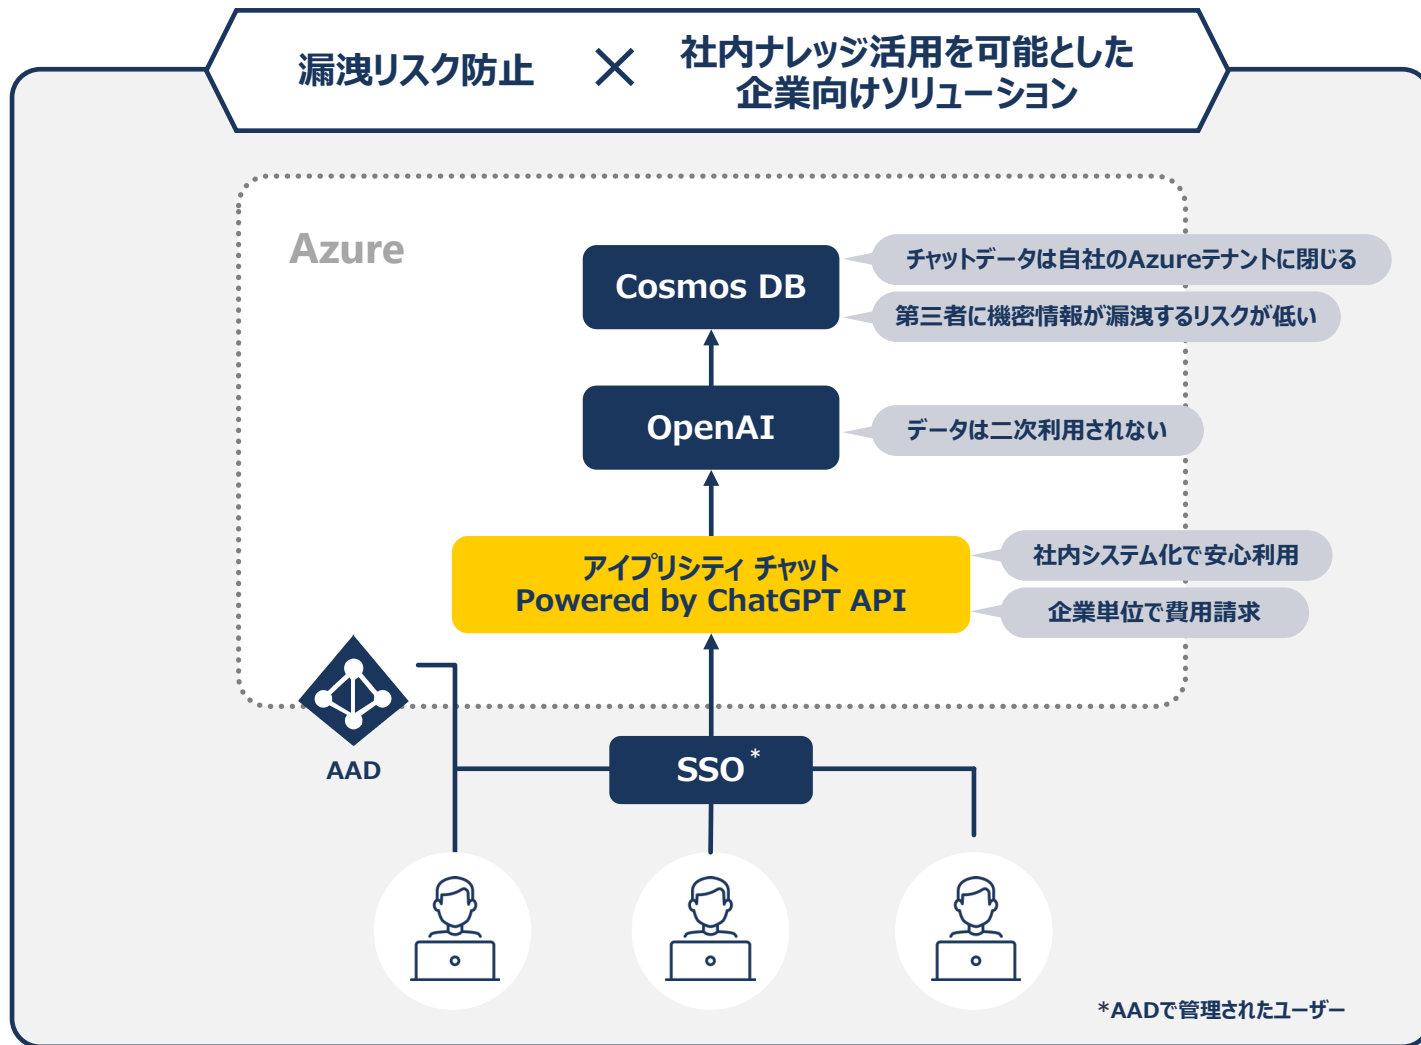 漏洩リスク防止
×
社内ナレッジ活用を可能とした
企業向けソリューション
Azure
Cosmos DB
チャットデータは自社のAzureテナントに閉じる
第三者に機密情報が漏洩するリスクが低い
OpenAI
データは二次利用されない
アイプリシティ チャット
Powered by ChatGPT API
社内システム化で安心利用
企業単位で費用請求
AAD
SSO*
*AADで管理されたユーザー